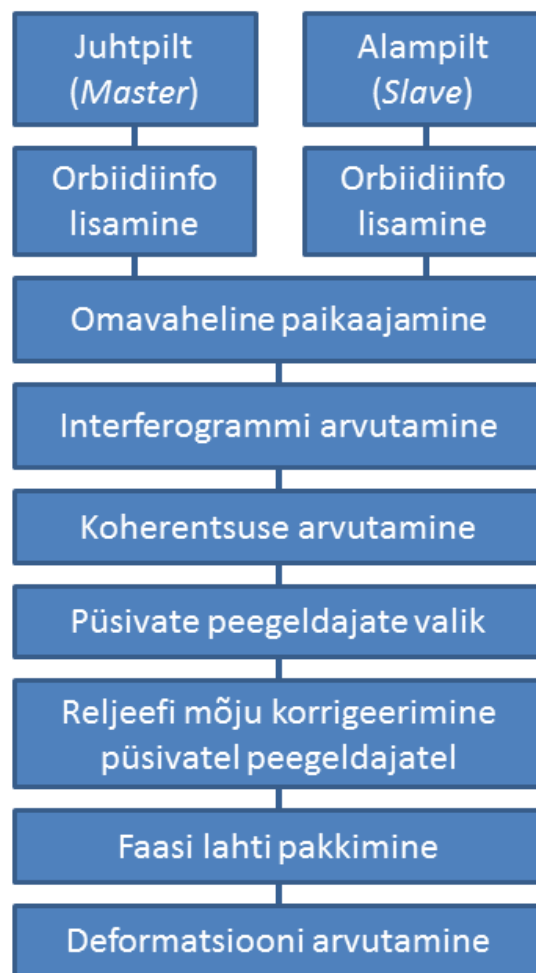 Juhtpilt
(Master)
Alampilt
(Slave)
Orbiidiinfo
lisamine
Orbiidiinfo
lisamine
Omavaheline paikaajamine
Interferogrammi arvutamine
Koherentsuse arvutamine
Püsivate peegeldajate valik
Reljeefi mõju korrigeerimine
püsivatel peegeldajatel
Faasi lahti pakkimine
Deformatsiooni arvutamine